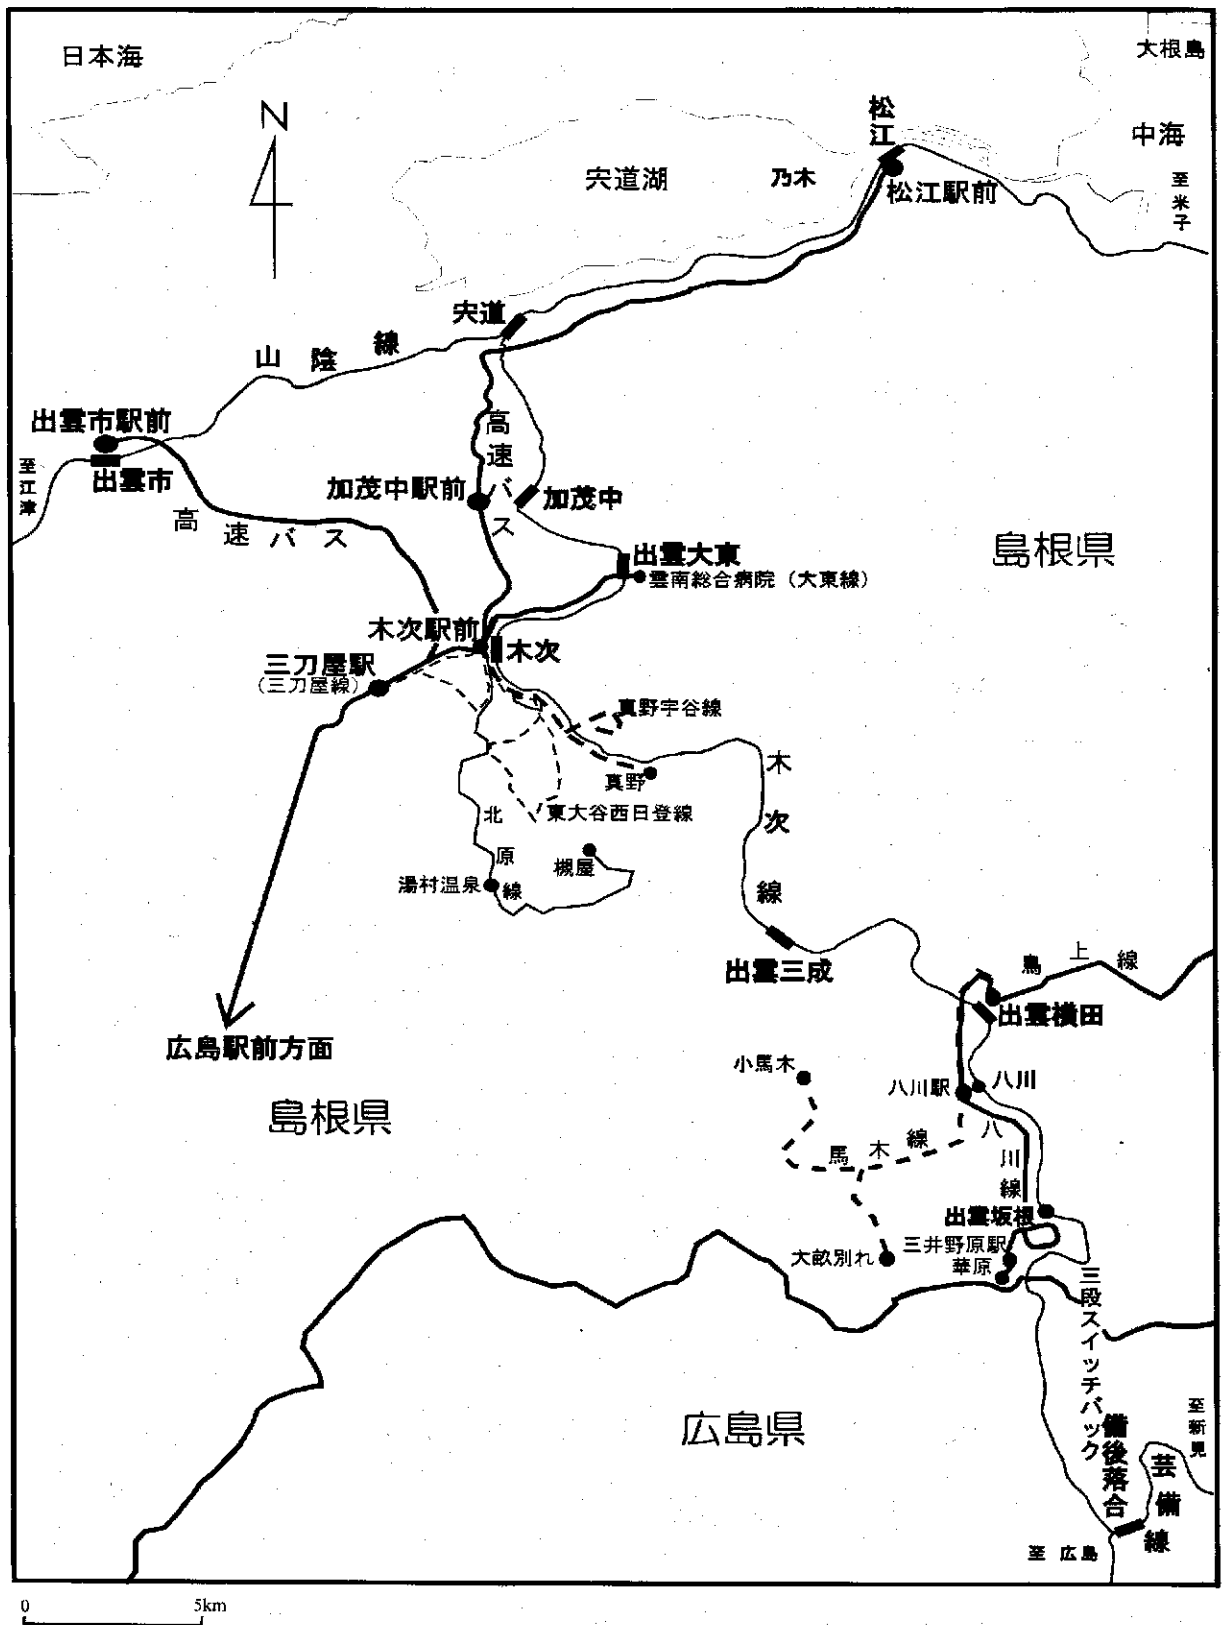 日本海
大根島
N
松江
中海
宍道湖
乃木
松江駅前
至米子
宍道
山陰線
出雲市駅前
出雲市
至江津
高速バス
加茂中駅前
加茂中
高速バス
出雲大東
雲南総合病院（大東線）
島根県
木次駅前
木次
三刀屋駅
（三刀屋線）
真野宇谷線
真野
木次線
東大谷西日登線
北原線
槻屋
湯村温泉
出雲三成
鳥上線
出雲横田
広島駅前方面
島根県
小馬木
八川駅
八川
馬木線
八川線
出雲坂根
三井野原駅
華原
大畝別れ
三段スイッチバック
広島県
備後落合
至新見
芸備線
至広島
0 5km